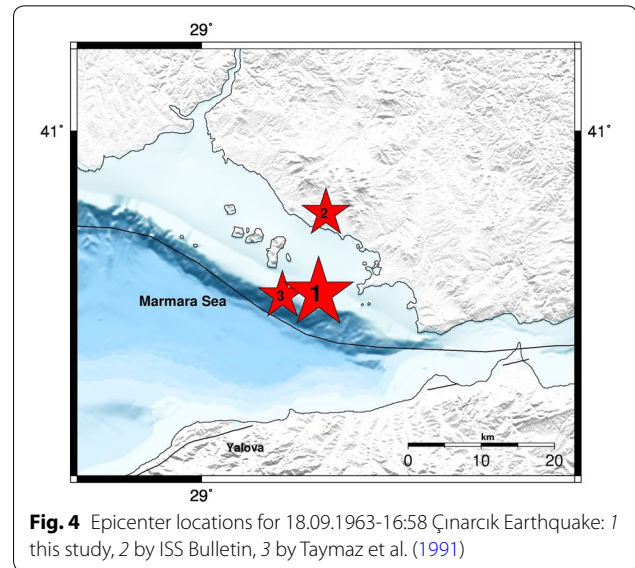 29°
41°
41°
2
3
1
Marmara Sea
Yalova
km
0 10 20
29°
Fig. 4 Epicenter locations for 18.09.1963-16:58 Çınarcık Earthquake: 1
this study, 2 by ISS Bulletin, 3 by Taymaz et al. (1991)